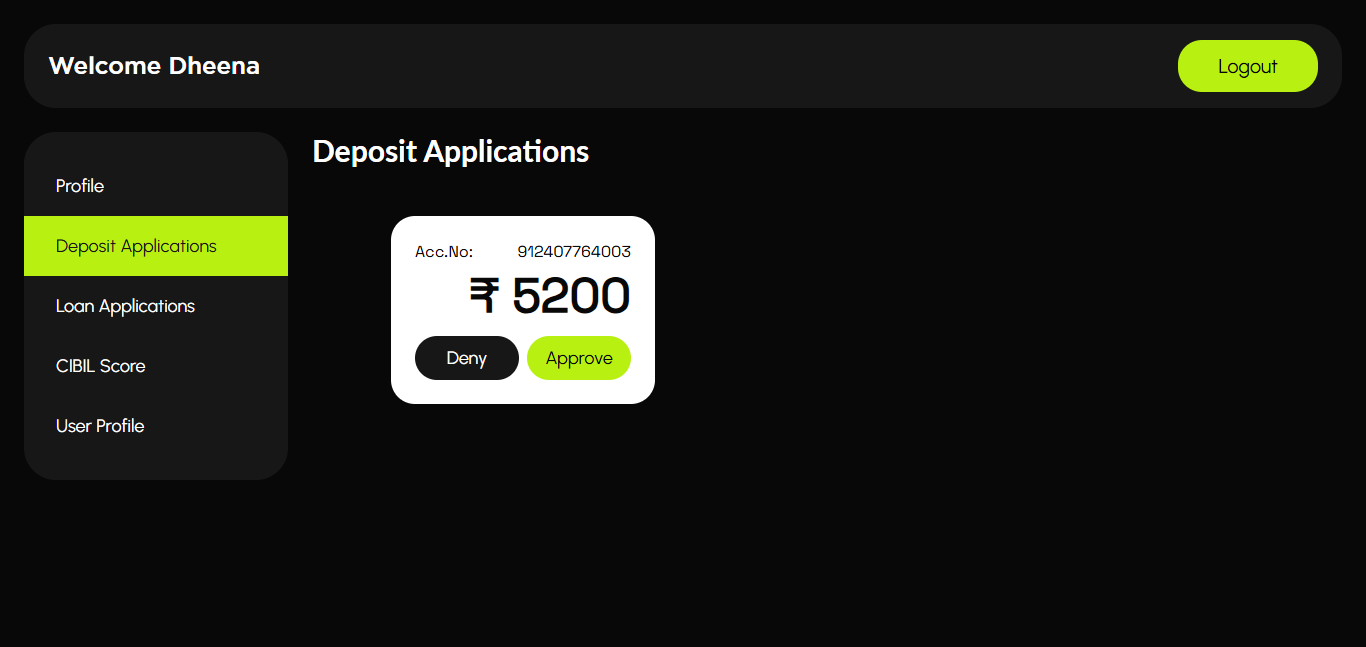 Welcome Dheena
Logout
Profile
Deposit Applications
Loan Applications
CIBIL Score
User Profile
Deposit Applications
Acc.No: 912407764003
₹ 5200
Deny Approve